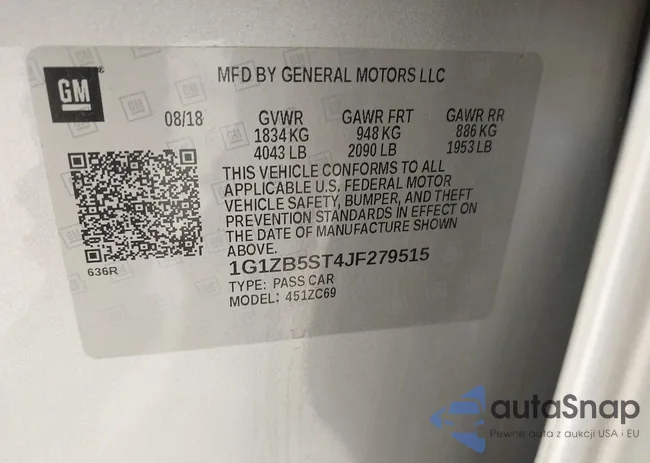 GM
MFD BY GENERAL MOTORS LLC
08/18 GVWR GAWR FRT GAWR RR
1834 KG 948 KG 886 KG
4043 LB 2090 LB 1953 LB
THIS VEHICLE CONFORMS TO ALL
APPLICABLE U.S. FEDERAL MOTOR
VEHICLE SAFETY, BUMPER, AND THEFT
PREVENTION STANDARDS IN EFFECT ON
THE DATE OF MANUFACTURE SHOWN
ABOVE.
636R
1G1ZB5ST4JF279515
TYPE: PASS CAR
MODEL: 451ZC69
autaSnap
Pewne auta z aukcji USA i EU